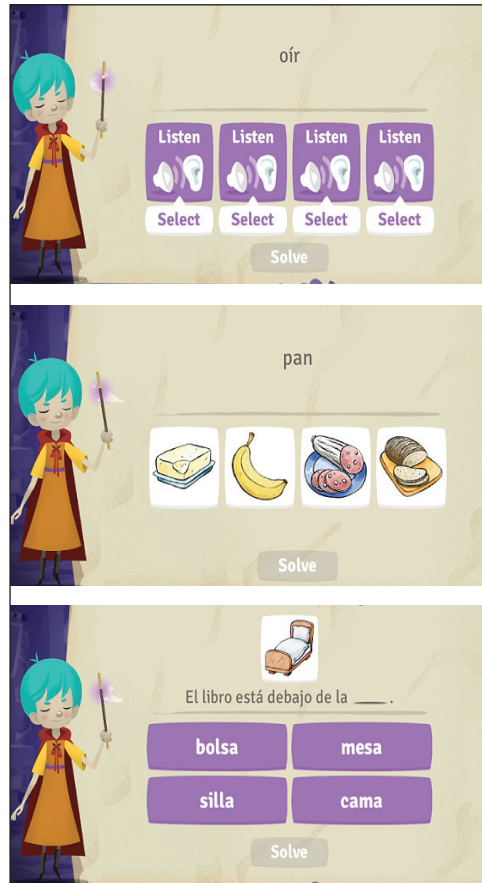 oír
Listen Listen Listen Listen
Select Select Select Select
Solve
pan
Solve
El libro está debajo de la ____ .
bolsa mesa
silla cama
Solve